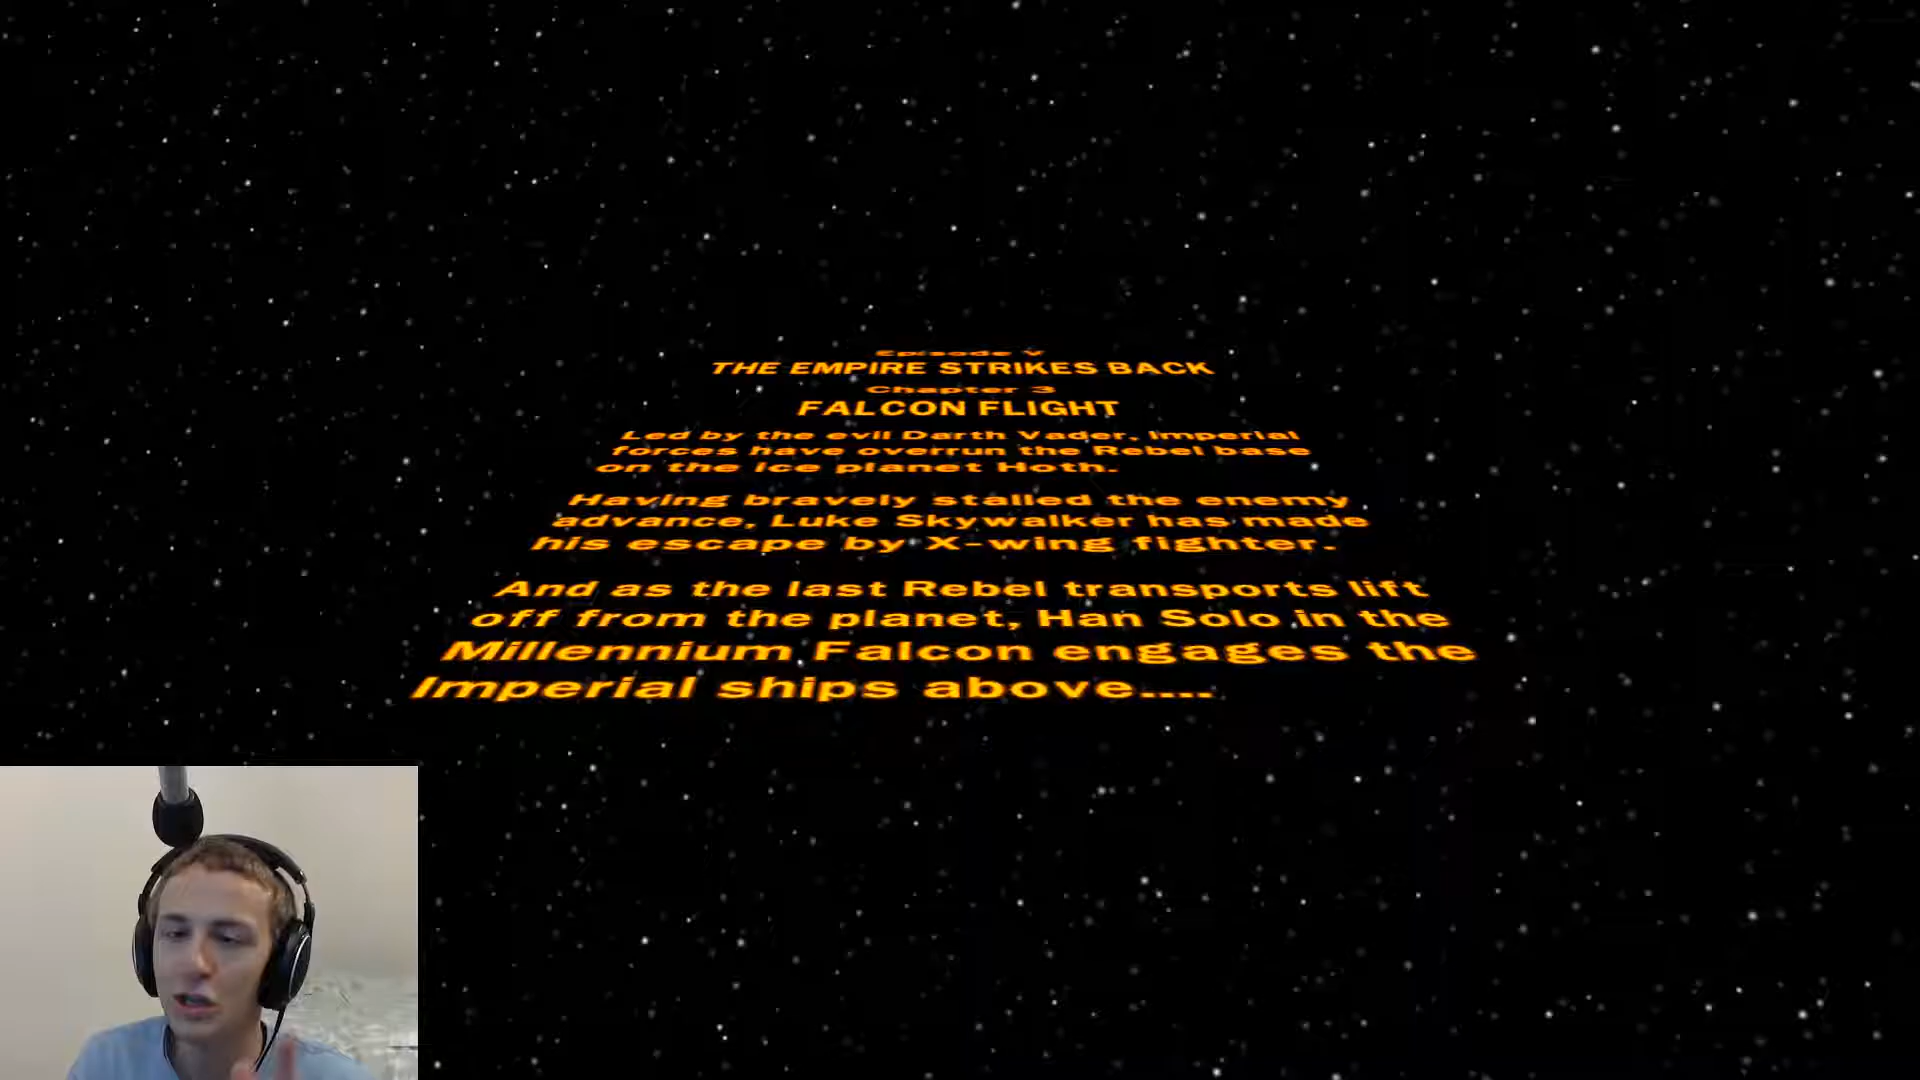 Episode V
THE EMPIRE STRIKES BACK
Chapter 3
FALCON FLIGHT
Led by the evil Darth Vader, Imperial
forces have overrun the Rebel base
on the ice planet Hoth.
Having bravely stalled the enemy
advance, Luke Skywalker has made
his escape by X-wing fighter.
And as the last Rebel transports lift
off from the planet, Han Solo in the
Millennium Falcon engages the
Imperial ships above....